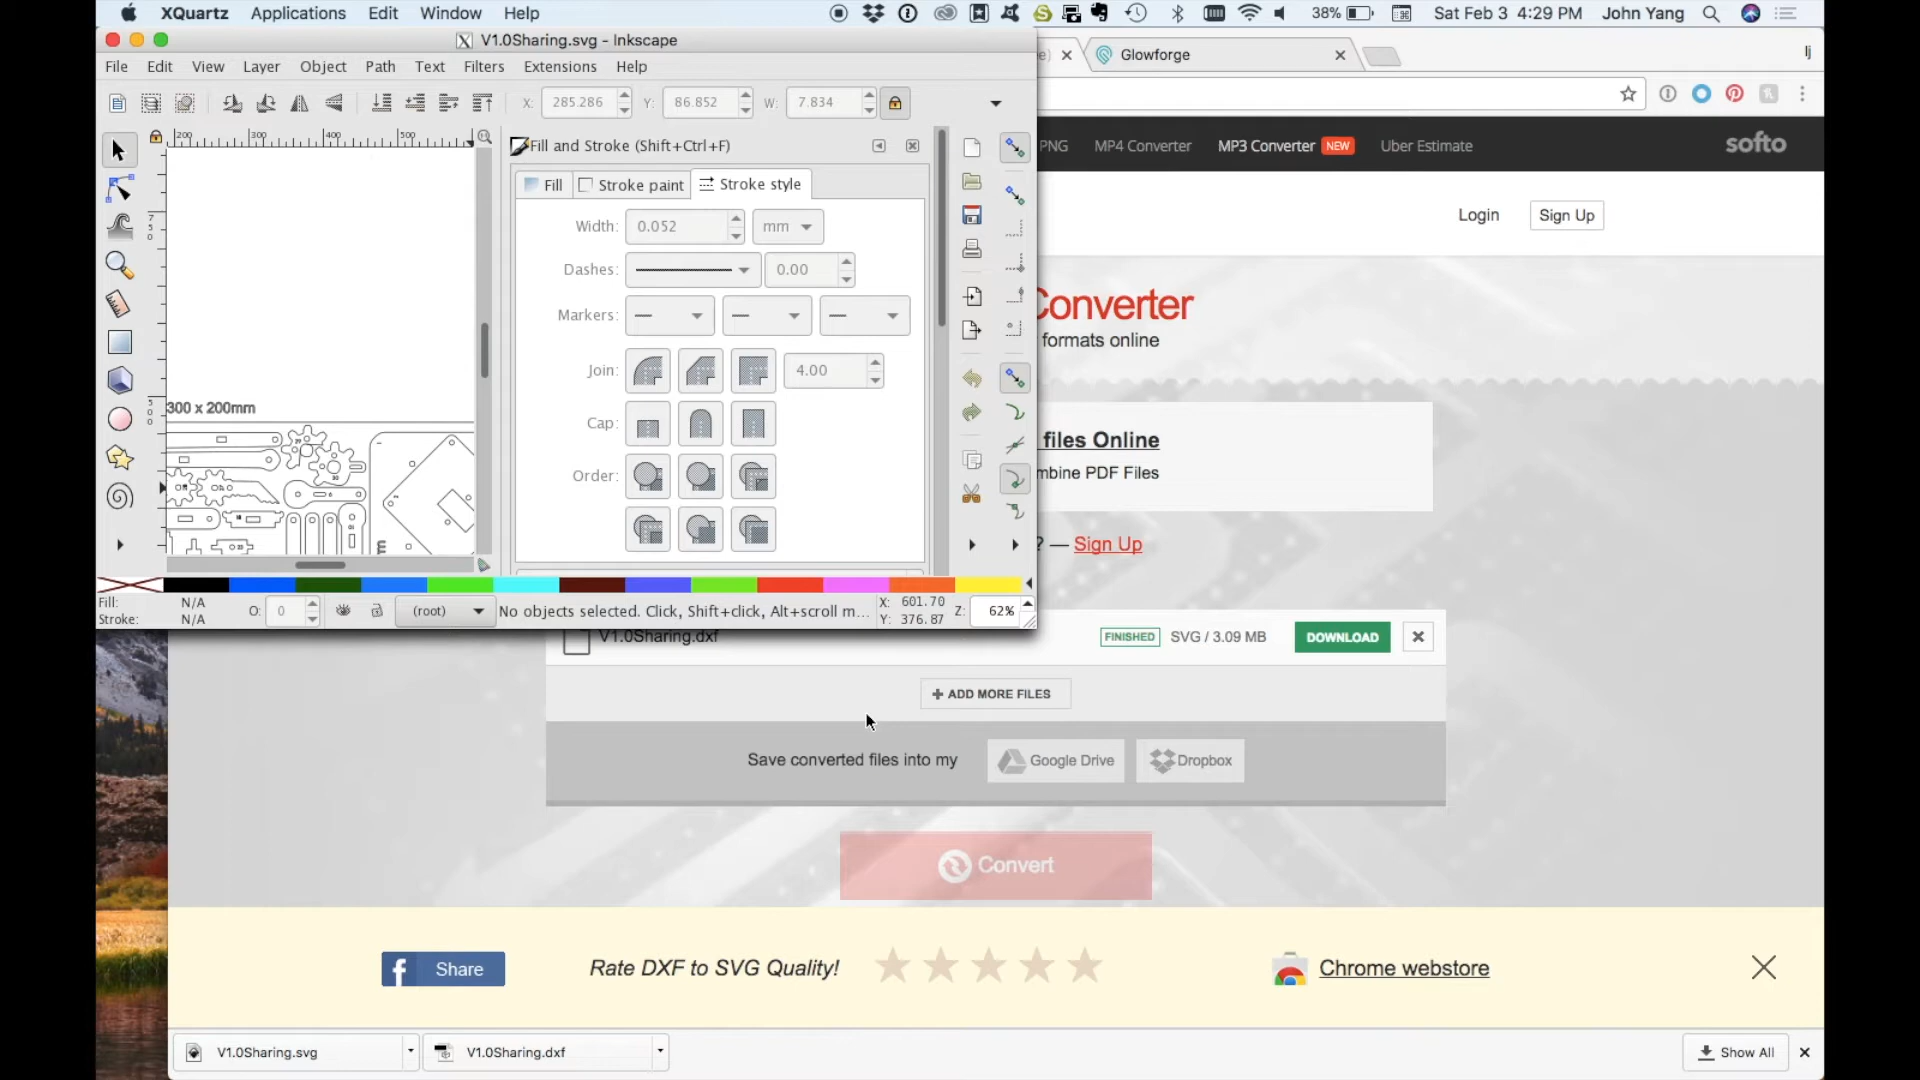 XQuartz Applications Edit Window Help
38% Sat Feb 3 4:29 PM John Yang
V1.0Sharing.svg - Inkscape
Glowforge
File Edit View Layer Object Path Text Filters Extensions Help
X: 285.286 Y: 86.852 W: 7.834
Fill and Stroke (Shift+Ctrl+F)
PNG MP4 Converter MP3 Converter NEW Uber Estimate softo
Fill Stroke paint Stroke style
Login Sign Up
Width: 0.052 mm
Dashes: 0.00
Markers:
Converter
formats online
Join: 4.00
300 x 200mm
Cap:
files Online
mbine PDF Files
Order:
? — Sign Up
Fill: N/A
Stroke: N/A
O: 0
(root)
No objects selected. Click, Shift+click, Alt+scroll m...
X: 601.70
Y: 376.87
Z: 62%
V1.0Sharing.dxf FINISHED SVG / 3.09 MB DOWNLOAD
+ ADD MORE FILES
Save converted files into my Google Drive Dropbox
Convert
Share Rate DXF to SVG Quality! Chrome webstore
V1.0Sharing.svg V1.0Sharing.dxf Show All